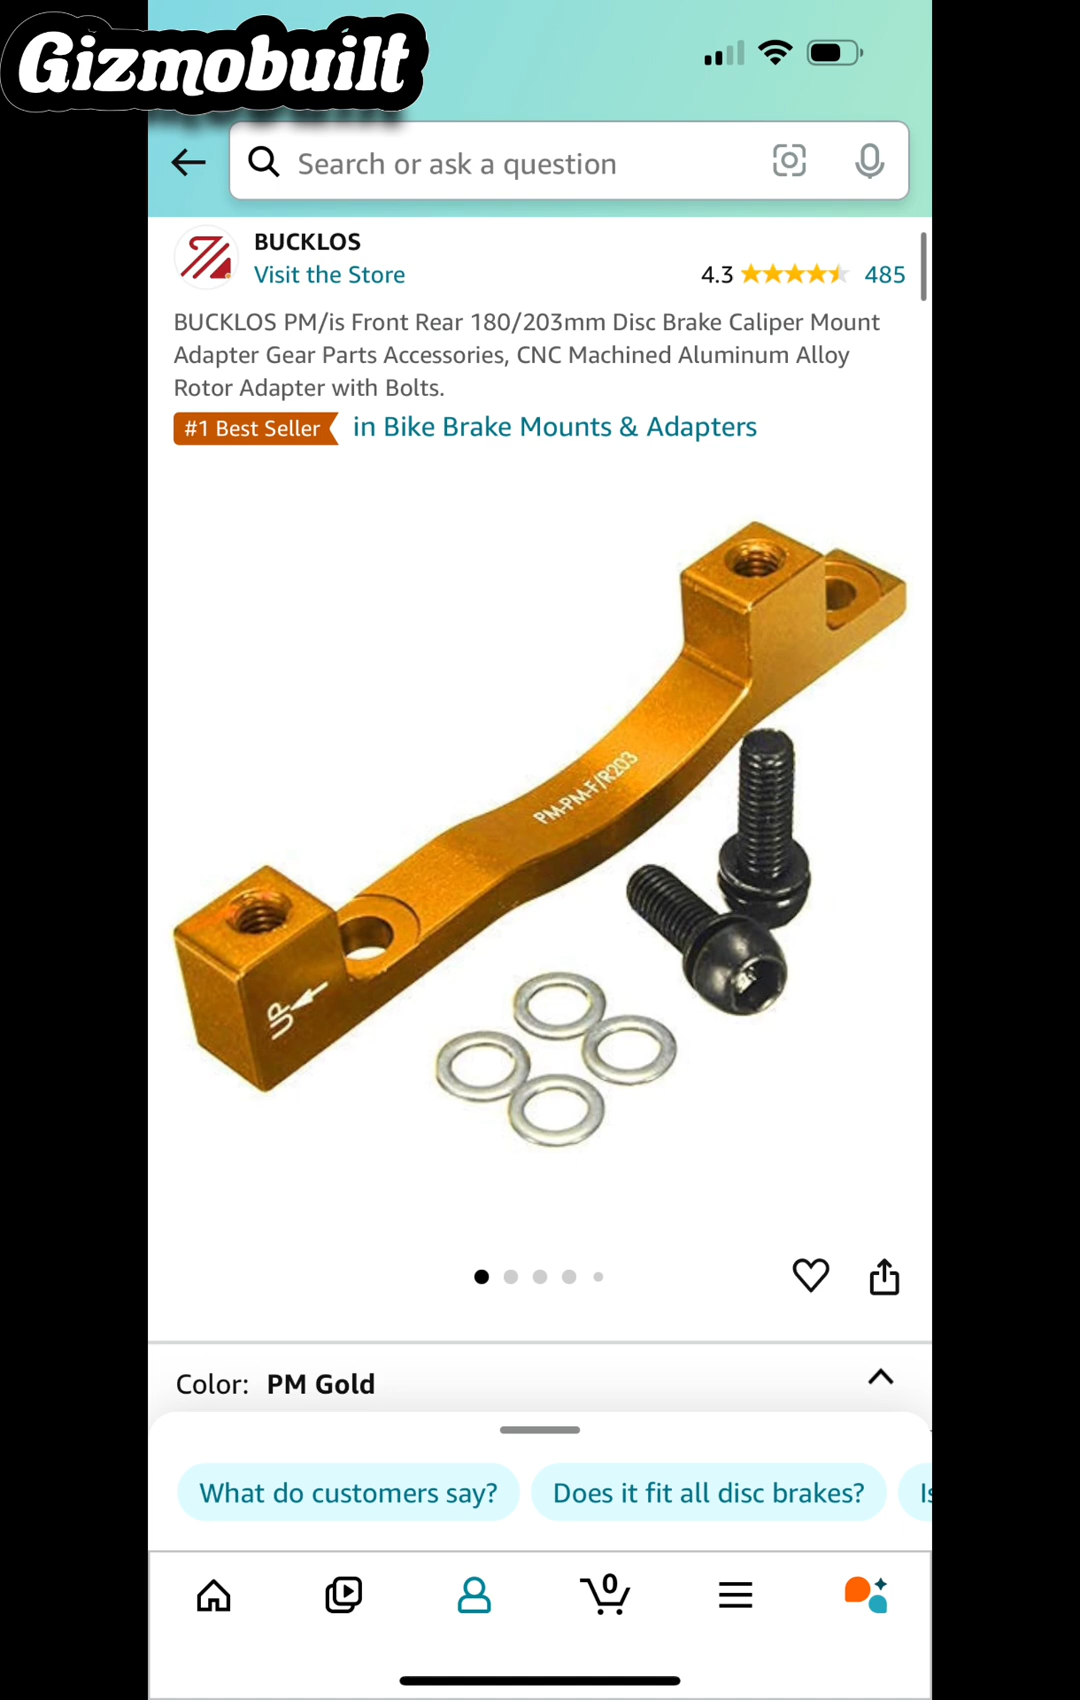 Gizmobuilt
Search or ask a question
BUCKLOS
Visit the Store
4.3 485
BUCKLOS PM/is Front Rear 180/203mm Disc Brake Caliper Mount
Adapter Gear Parts Accessories, CNC Machined Aluminum Alloy
Rotor Adapter with Bolts.
#1 Best Seller in Bike Brake Mounts & Adapters
PM-PM-F/R203
UP
Color: PM Gold
What do customers say? Does it fit all disc brakes? Is
0